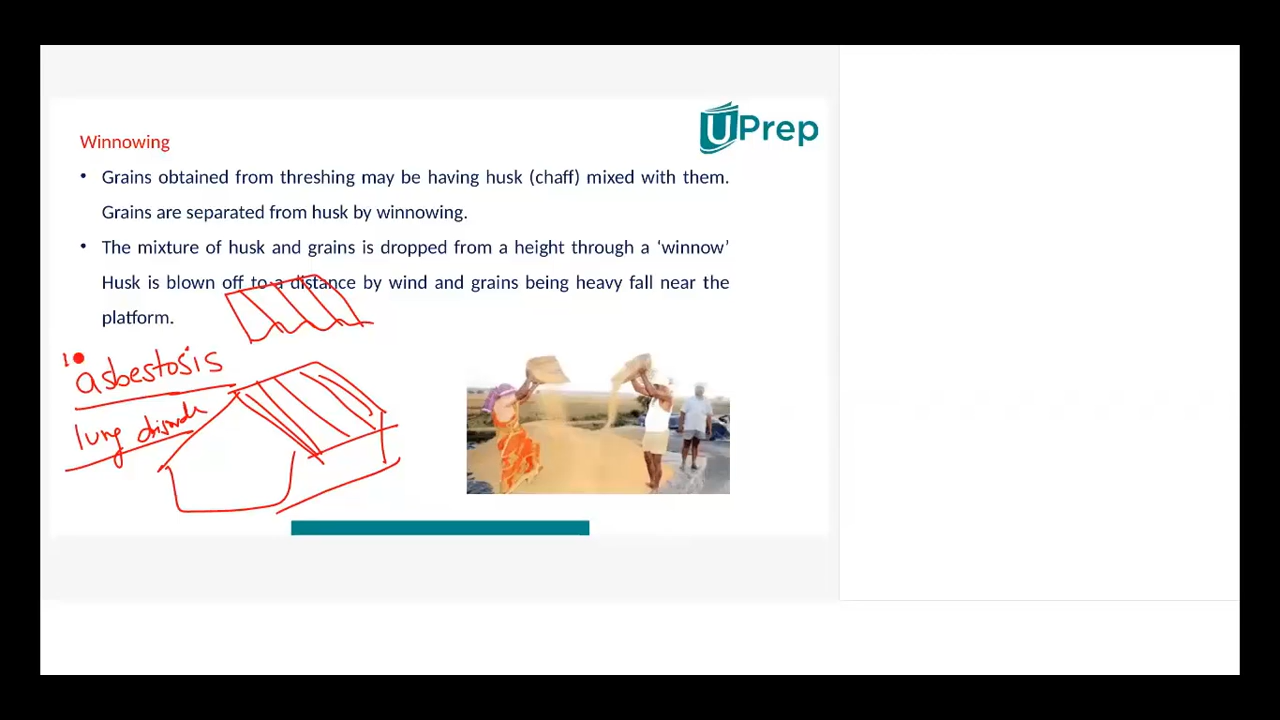 UPrep
Winnowing
• Grains obtained from threshing may be having husk (chaff) mixed with them.
Grains are separated from husk by winnowing.
• The mixture of husk and grains is dropped from a height through a ‘winnow’
Husk is blown off to a distance by wind and grains being heavy fall near the
platform.
asbestosis
lung